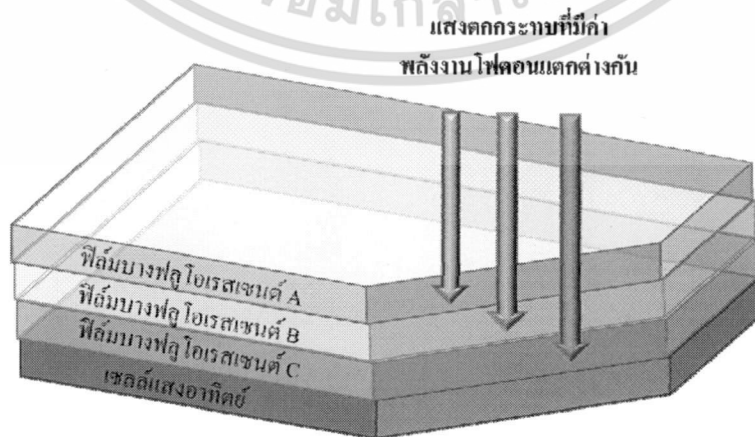 แสงตกกระทบที่มีค่า
พลังงานโฟตอนแตกต่างกัน
ฟิล์มบางฟลูโอเรสเซนต์ A
ฟิล์มบางฟลูโอเรสเซนต์ B
ฟิล์มบางฟลูโอเรสเซนต์ C
เซลล์แสงอาทิตย์